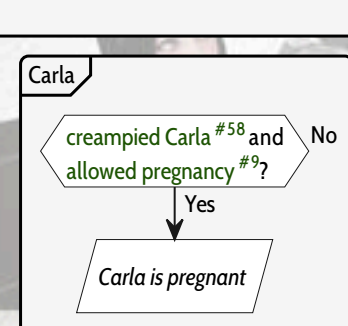 Carla
creampied Carla #58 and
allowed pregnancy #9?
No
Yes
Carla is pregnant